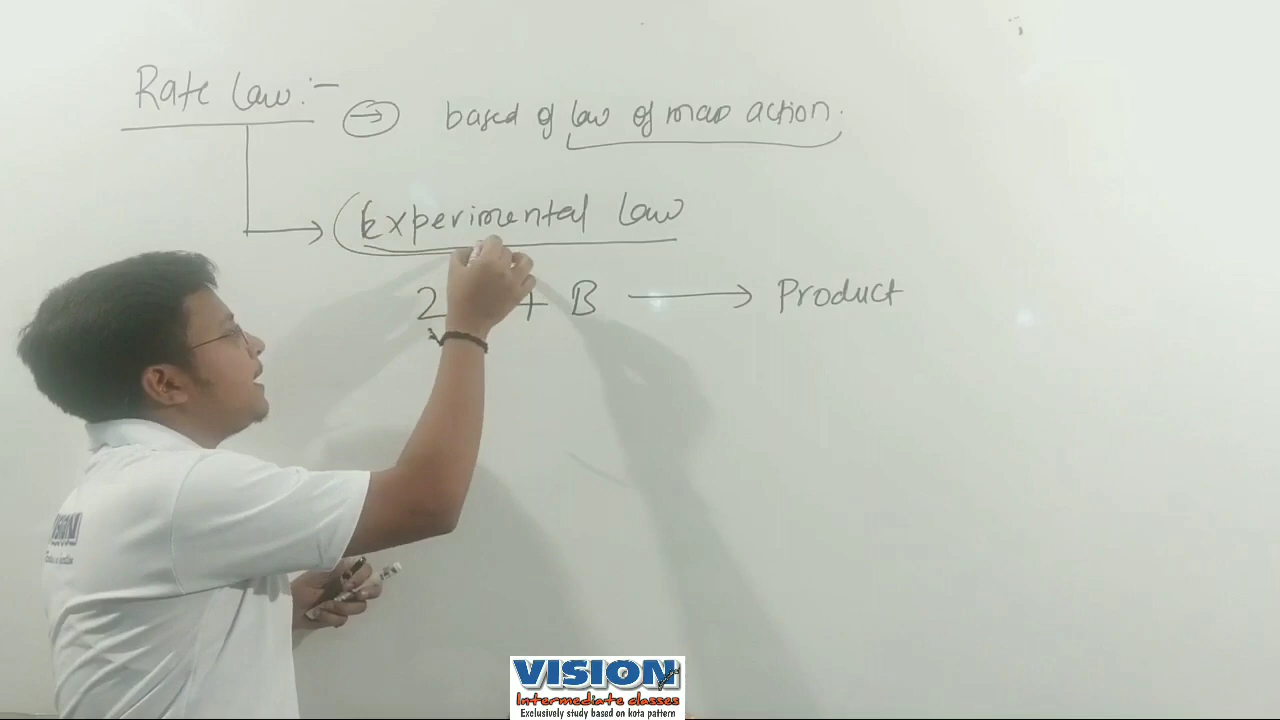 Rate Law :-
→ based of law of mass action.
Experimental Law
2 + B → Product
VISION
VISION
Intermediate classes
Exclusively study based on kota pattern